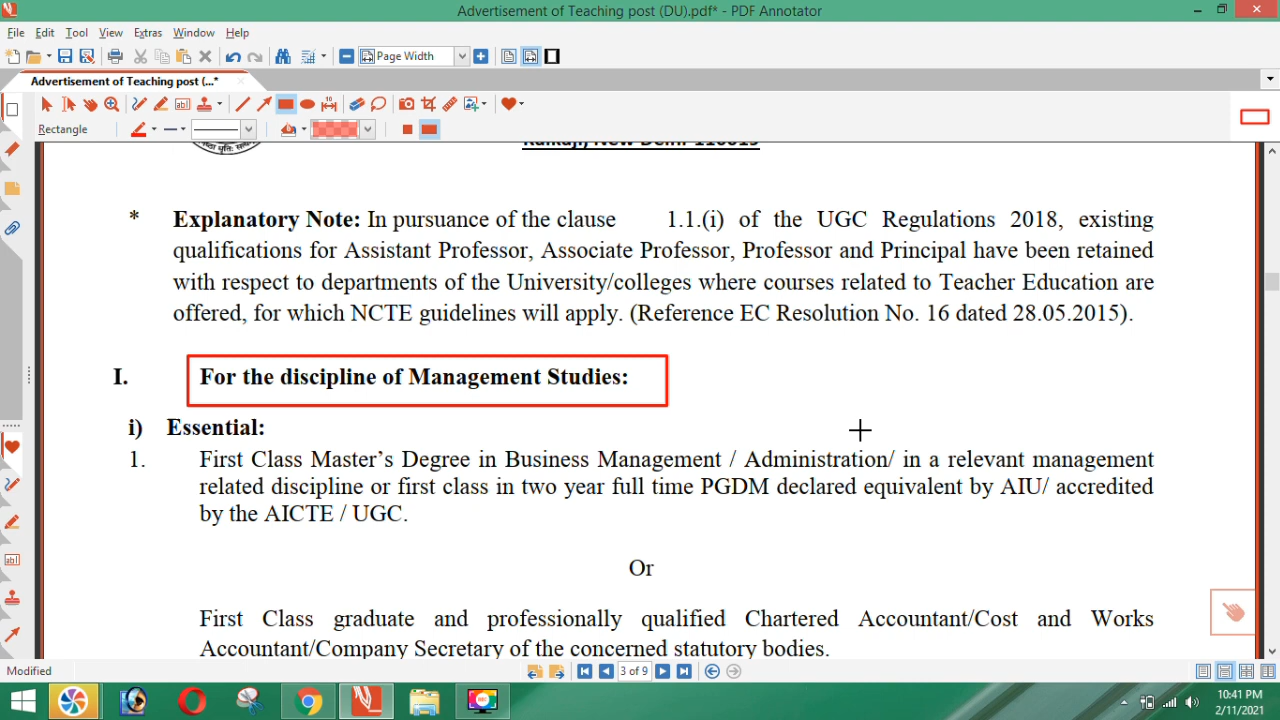 Advertisement of Teaching post (DU).pdf* - PDF Annotator
File Edit Tool View Extras Window Help
Page Width
Advertisement of Teaching post (...*
Rectangle
Kalkaji, New Delhi-110019
* Explanatory Note: In pursuance of the clause 1.1.(i) of the UGC Regulations 2018, existing
qualifications for Assistant Professor, Associate Professor, Professor and Principal have been retained
with respect to departments of the University/colleges where courses related to Teacher Education are
offered, for which NCTE guidelines will apply. (Reference EC Resolution No. 16 dated 28.05.2015).
I. For the discipline of Management Studies:
i) Essential:
1. First Class Master’s Degree in Business Management / Administration/ in a relevant management
related discipline or first class in two year full time PGDM declared equivalent by AIU/ accredited
by the AICTE / UGC.
Or
First Class graduate and professionally qualified Chartered Accountant/Cost and Works
Accountant/Company Secretary of the concerned statutory bodies.
Modified
3 of 9
10:41 PM
2/11/2021